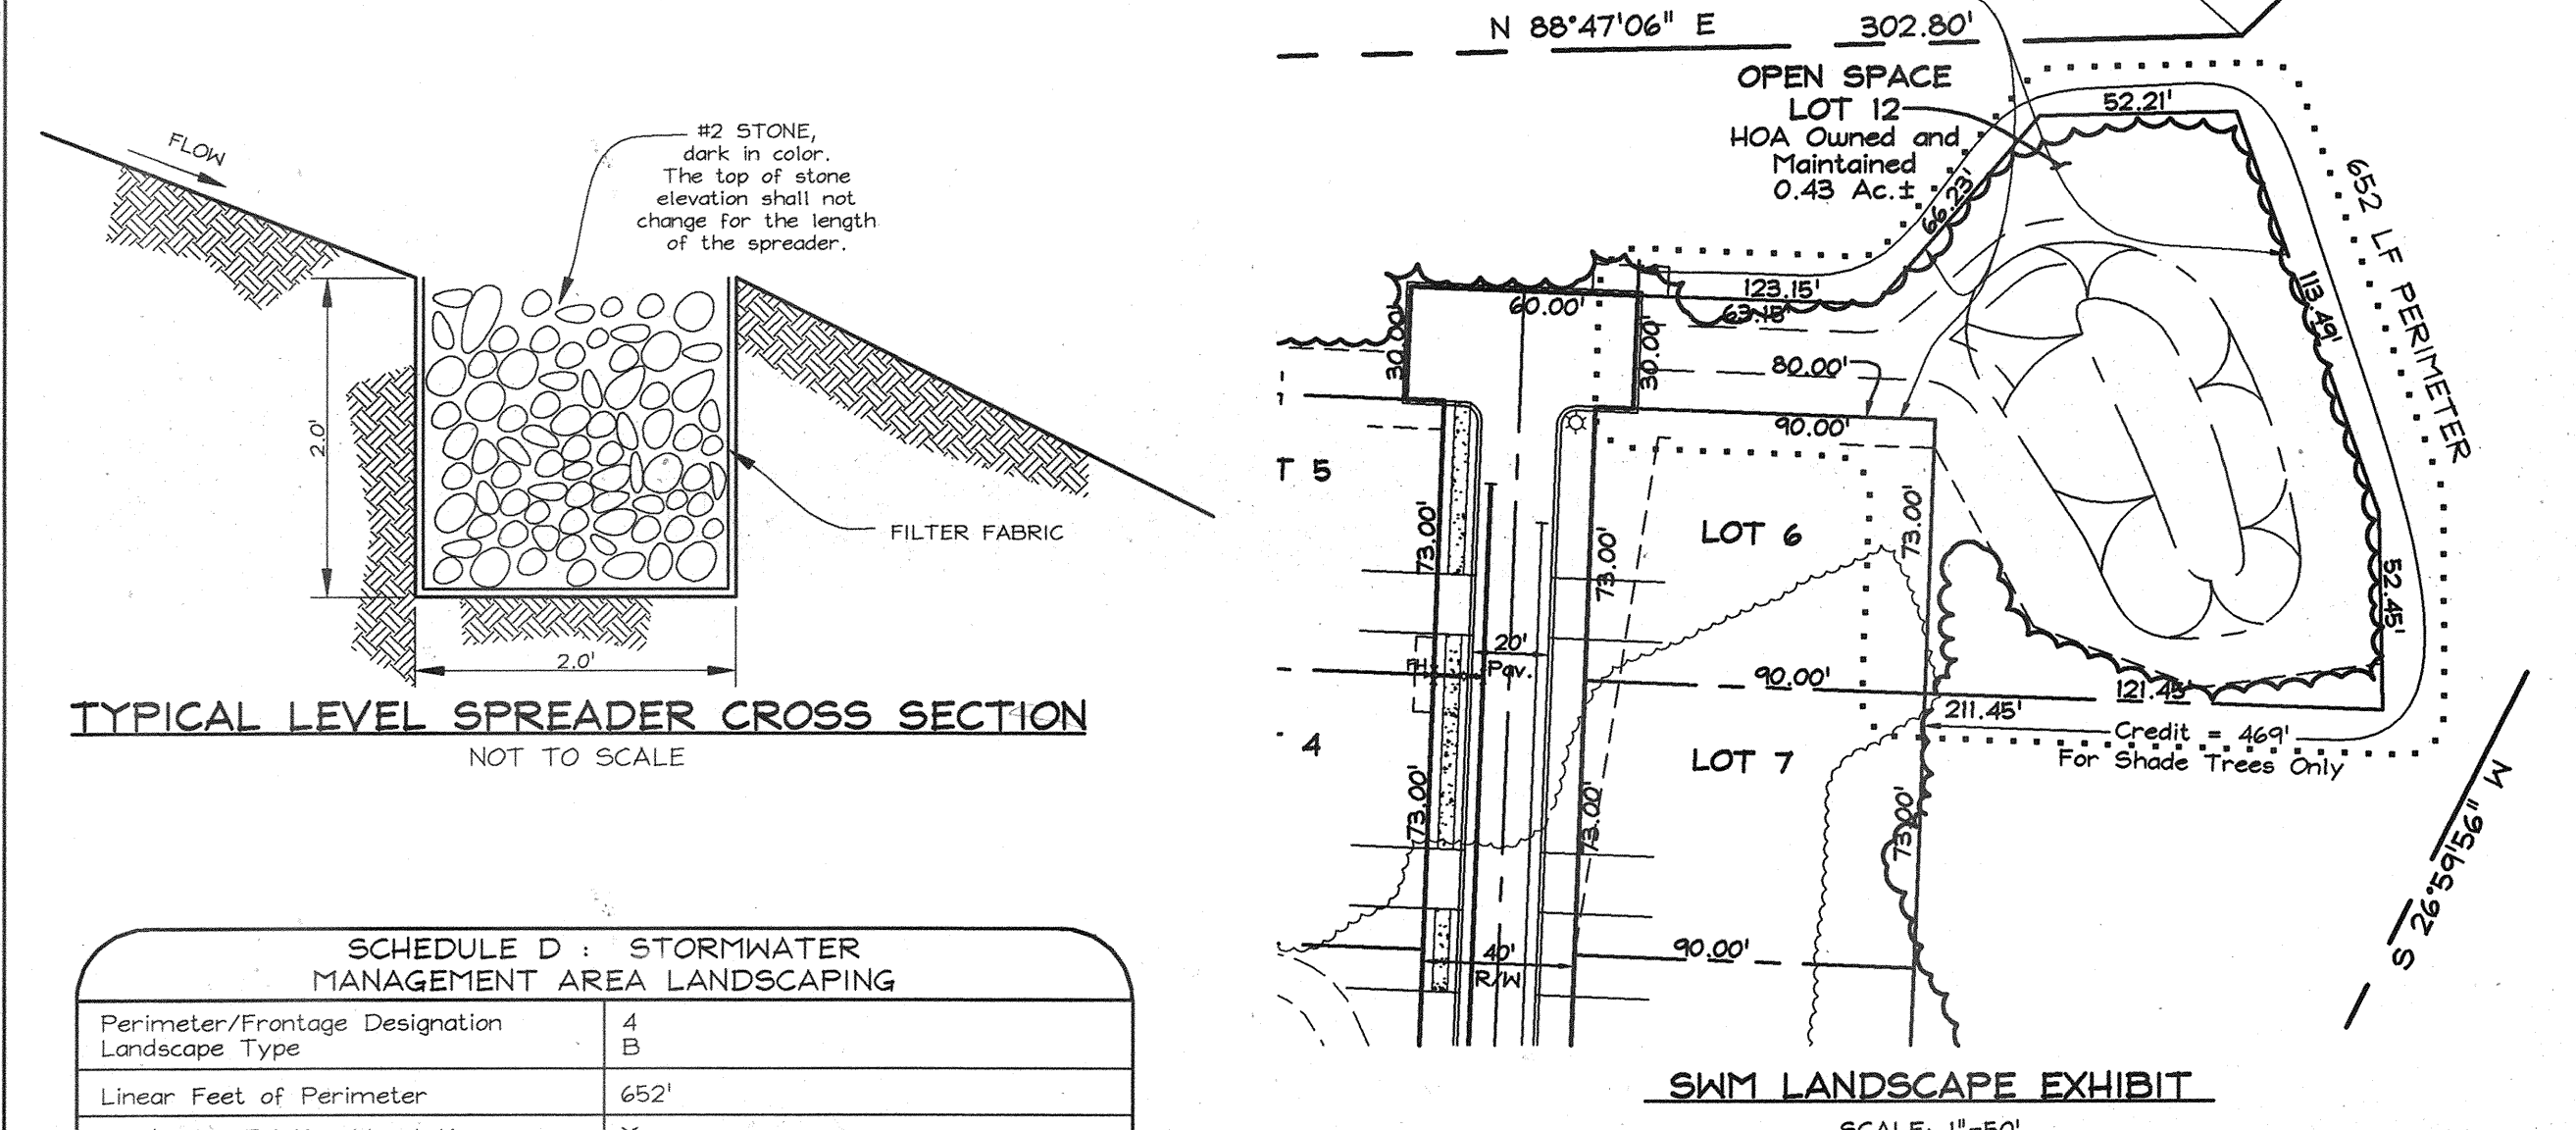 FLOW
#2 STONE,
dark in color.
The top of stone
elevation shall not
change for the length
of the spreader.
2.0'
FILTER FABRIC
2.0'
TYPICAL LEVEL SPREADER CROSS SECTION
NOT TO SCALE
SCHEDULE D : STORMWATER
MANAGEMENT AREA LANDSCAPING
Perimeter/Frontage Designation 4
Landscape Type B
Linear Feet of Perimeter 652'
N 88°47'06" E 302.80'
OPEN SPACE
LOT 12
HOA Owned and
Maintained
0.43 Ac.±
52.21'
66.23'
652 LF PERIMETER
123.15'
63.15'
60.00'
30.00'
30.00'
113.49'
80.00'
90.00'
T 5
73.00'
73.00'
LOT 6
73.00'
52.45'
20'
Pav.
FH
90.00'
121.45'
211.45'
Credit = 469'
For Shade Trees Only
4
LOT 7
73.00'
73.00'
73.00'
S 26°59'56" W
40'
R/W
90.00'
SWM LANDSCAPE EXHIBIT
SCALE: 1"=50'